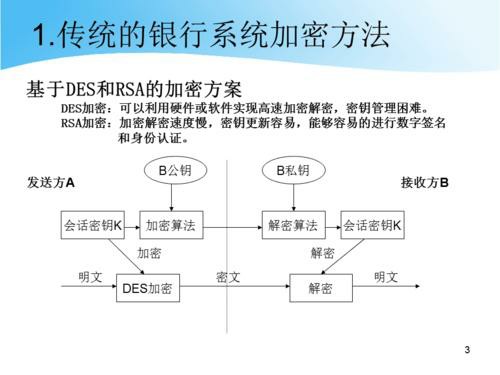 1.传统的银行系统加密方法
基于DES和RSA的加密方案
DES加密：可以利用硬件或软件实现高速加密解密，密钥管理困难。
RSA加密：加密解密速度慢，密钥更新容易，能够容易的进行数字签名
和身份认证。
发送方A
B公钥
B私钥
接收方B
会话密钥K
加密算法
解密算法
会话密钥K
加密
解密
明文
DES加密
密文
解密
明文
3